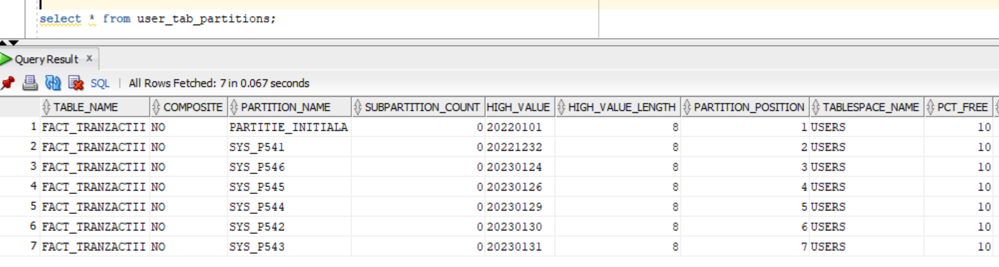 select * from user_tab_partitions;
Query Result x
SQL | All Rows Fetched: 7 in 0.067 seconds
TABLE_NAME COMPOSITE PARTITION_NAME SUBPARTITION_COUNT HIGH_VALUE HIGH_VALUE_LENGTH PARTITION_POSITION TABLESPACE_NAME PCT_FREE
1 FACT_TRANZACTII NO PARTITIE_INITIALA 0 20220101 8 1 USERS 10
2 FACT_TRANZACTII NO SYS_P541 0 20221232 8 2 USERS 10
3 FACT_TRANZACTII NO SYS_P546 0 20230124 8 3 USERS 10
4 FACT_TRANZACTII NO SYS_P545 0 20230126 8 4 USERS 10
5 FACT_TRANZACTII NO SYS_P544 0 20230129 8 5 USERS 10
6 FACT_TRANZACTII NO SYS_P542 0 20230130 8 6 USERS 10
7 FACT_TRANZACTII NO SYS_P543 0 20230131 8 7 USERS 10